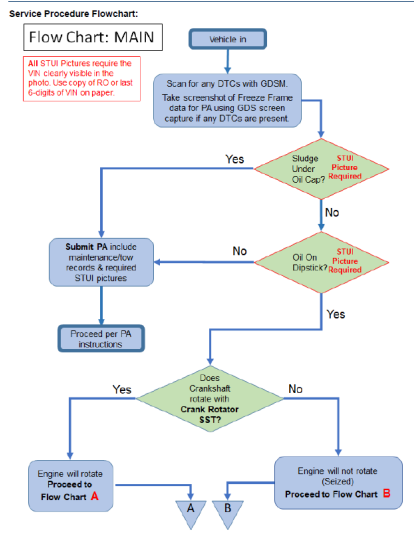 Service Procedure Flowchart:
Flow Chart: MAIN
All STUI Pictures require the
VIN clearly visible in the
photo. Use copy of RO or last
6-digits of VIN on paper.
Vehicle in
Scan for any DTCs with GDSM.
Take screenshot of Freeze Frame
data for PA using GDS screen
capture if any DTCs are present.
Yes
Sludge
Under
Oil Cap?
STUI
Picture
Required
No
Submit PA include
maintenance/tow
records & required
STUI pictures
No
Oil On
Dipstick?
STUI
Picture
Required
Yes
Proceed per PA
instructions
Yes
Does
Crankshaft
rotate with
Crank Rotator
SST?
No
Engine will rotate
Proceed to
Flow Chart A
A
B
Engine will not rotate
(Seized)
Proceed to Flow Chart B